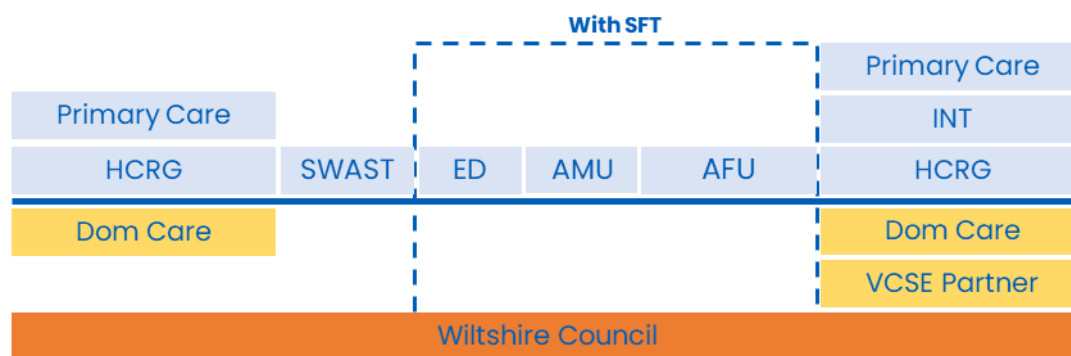 With SFT
Primary Care
Primary Care
INT
HCRG
SWAST
ED
AMU
AFU
HCRG
Dom Care
Dom Care
VCSE Partner
Wiltshire Council